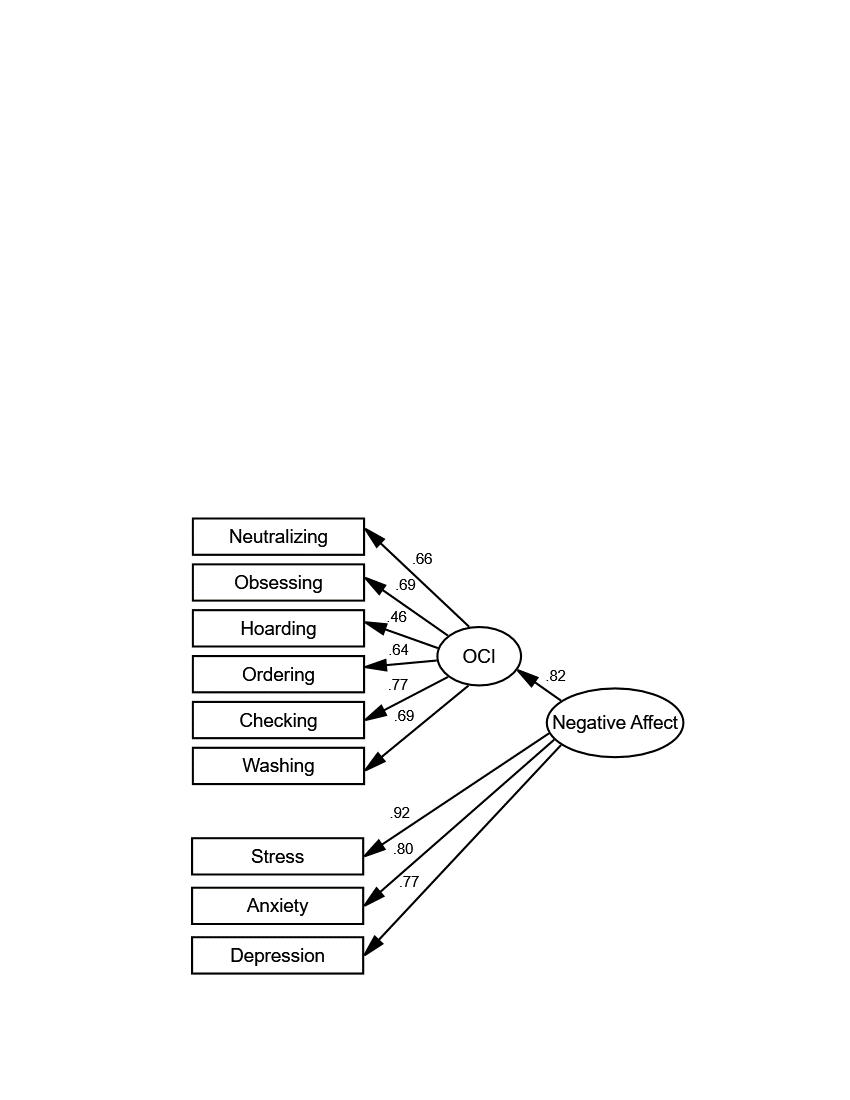 Neutralizing
.66
Obsessing
.69
Hoarding
.46
.64
OCI
Ordering
.82
.77
Checking
.69
Negative Affect
Washing
.92
.80
Stress
.77
Anxiety
Depression